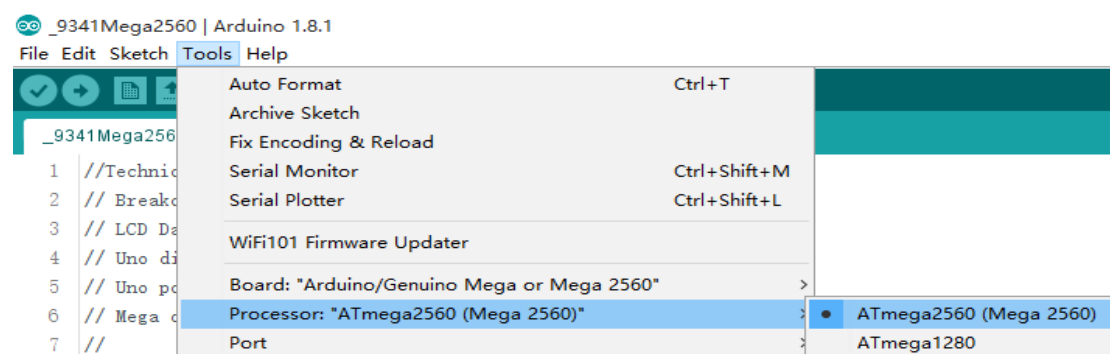 _9341Mega2560 | Arduino 1.8.1
File Edit Sketch Tools Help
Auto Format Ctrl+T
Archive Sketch
_9341Mega256
Fix Encoding & Reload
1 //Technic
Serial Monitor Ctrl+Shift+M
2 // Breako
Serial Plotter Ctrl+Shift+L
3 // LCD Da
WiFi101 Firmware Updater
4 // Uno di
5 // Uno po
Board: "Arduino/Genuino Mega or Mega 2560" >
6 // Mega
Processor: "ATmega2560 (Mega 2560)" > ● ATmega2560 (Mega 2560)
7 //
Port > ATmega1280